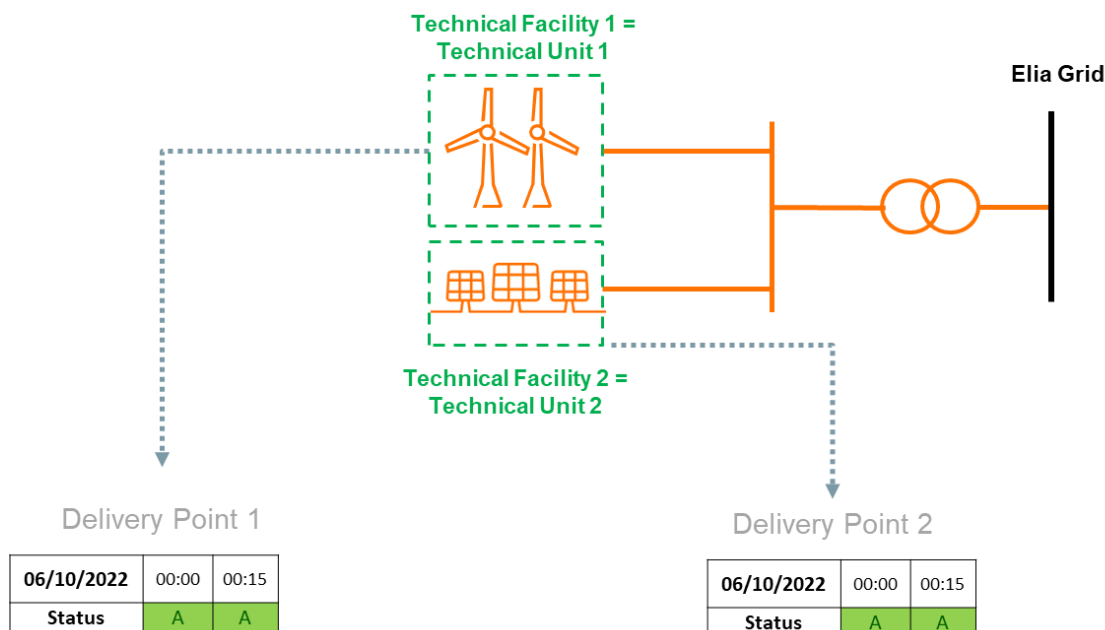 Technical Facility 1 =
Technical Unit 1
Elia Grid
Technical Facility 2 =
Technical Unit 2
Delivery Point 1
Delivery Point 2
06/10/2022 00:00 00:15
Status A A
06/10/2022 00:00 00:15
Status A A